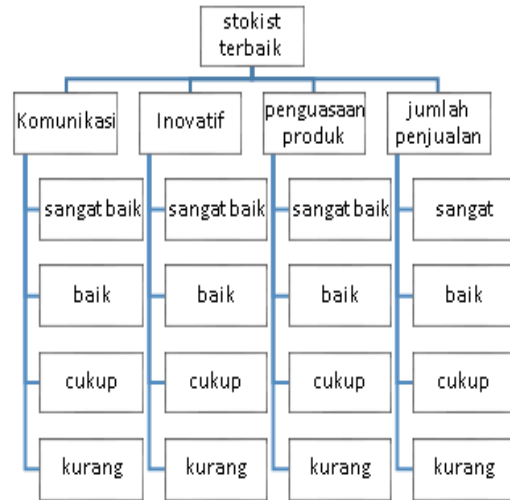 stokist
terbaik
Komunikasi
Inovatif
penguasaan
produk
jumlah
penjualan
sangat baik
sangat baik
sangat baik
sangat
baik
baik
baik
baik
cukup
cukup
cukup
cukup
kurang
kurang
kurang
kurang